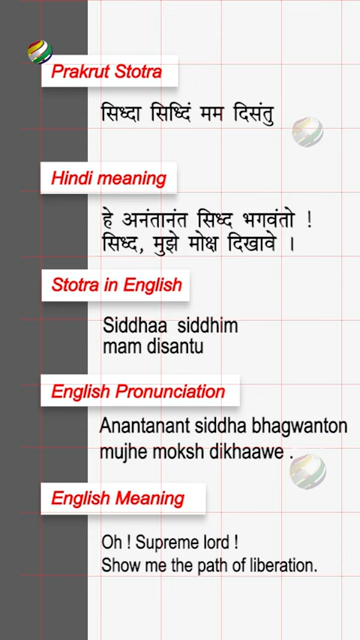 Prakrut Stotra
सिध्दा सिध्दिं मम दिसंतु
Hindi meaning
हे अनंतानंत सिध्द भगवंतो !
सिध्द, मुझे मोक्ष दिखावे ।
Stotra in English
Siddhaa siddhim
mam disantu
English Pronunciation
Anantanant siddha bhagwanton
mujhe moksh dikhaawe .
English Meaning
Oh ! Supreme lord !
Show me the path of liberation.